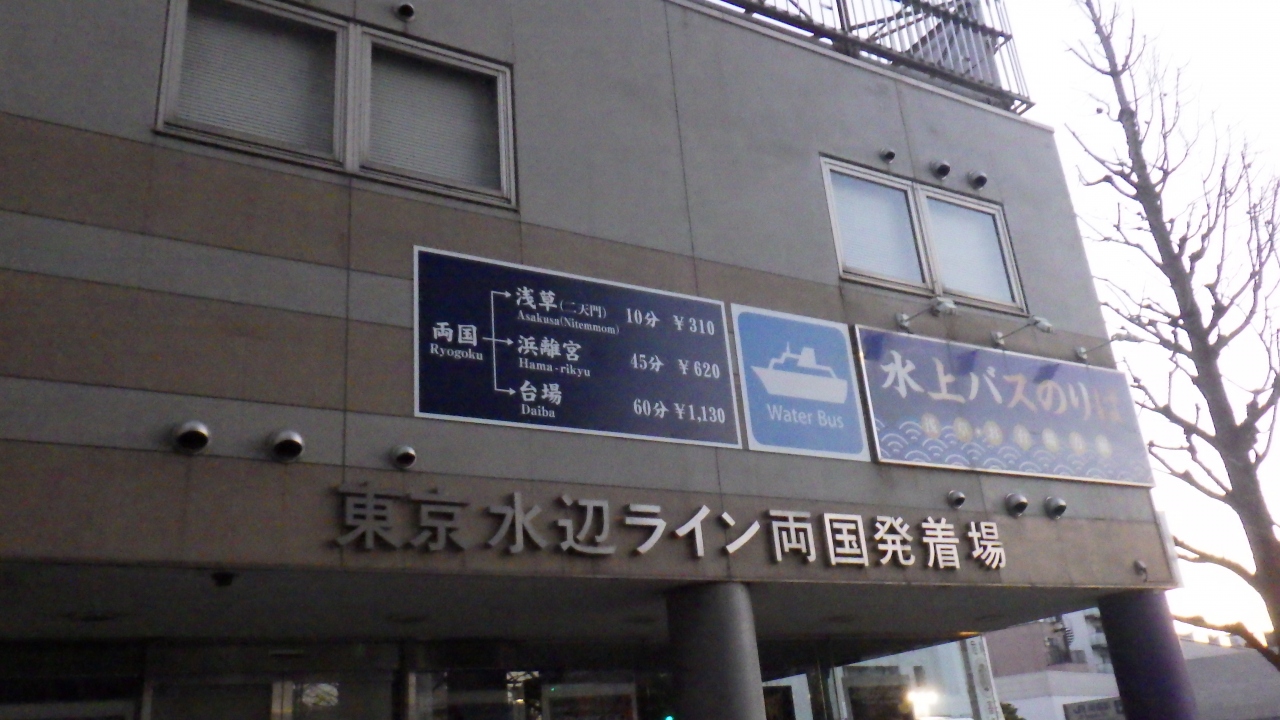 浅草(二天門) 10分 ¥310
Asakusa(Nitemmom)
両国
Ryogoku
浜離宮 45分 ¥620
Hama-rikyu
台場 60分 ¥1,130
Daiba
Water Bus
水上バスのりば
東京水辺ライン両国発着場